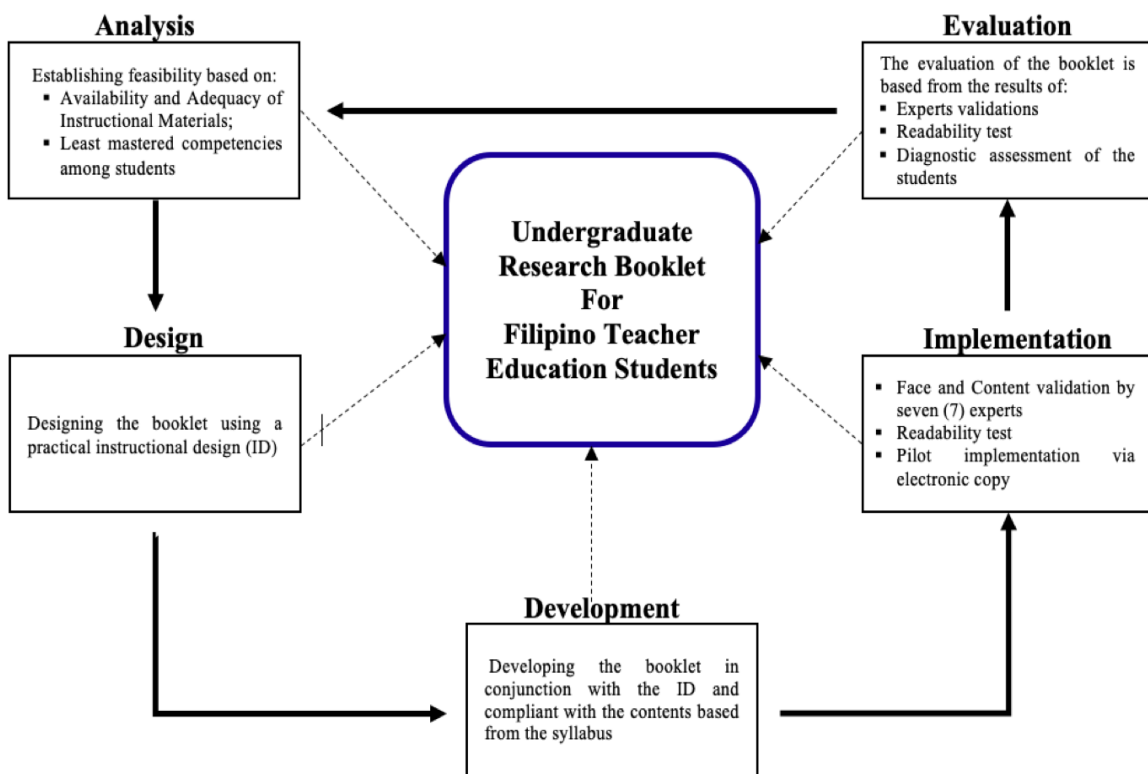 Analysis
Establishing feasibility based on:
▪ Availability and Adequacy of
Instructional Materials;
▪ Least mastered competencies
among students
Evaluation
The evaluation of the booklet is
based from the results of:
▪ Experts validations
▪ Readability test
▪ Diagnostic assessment of the
students
Undergraduate
Research Booklet
For
Filipino Teacher
Education Students
Design
Designing the booklet using a
practical instructional design (ID)
Implementation
▪ Face and Content validation by
seven (7) experts
▪ Readability test
▪ Pilot implementation via
electronic copy
Development
Developing the booklet in
conjunction with the ID and
compliant with the contents based
from the syllabus